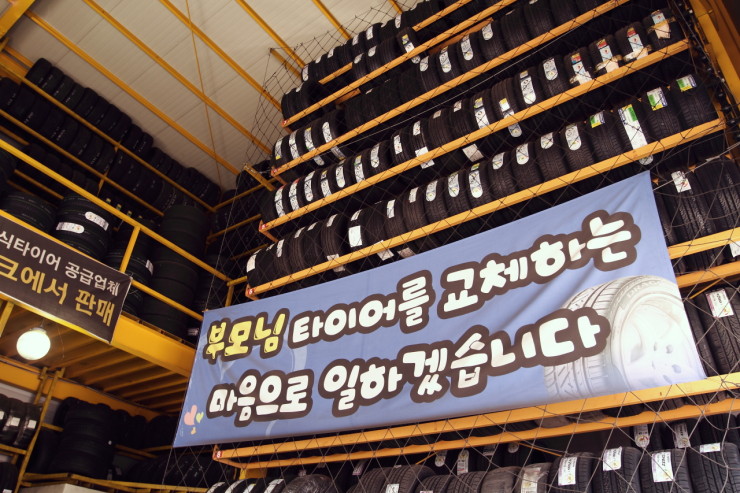 식타이어 공급업체
크에서 판매
부모님 타이어를 교체하는
마음으로 일하겠습니다